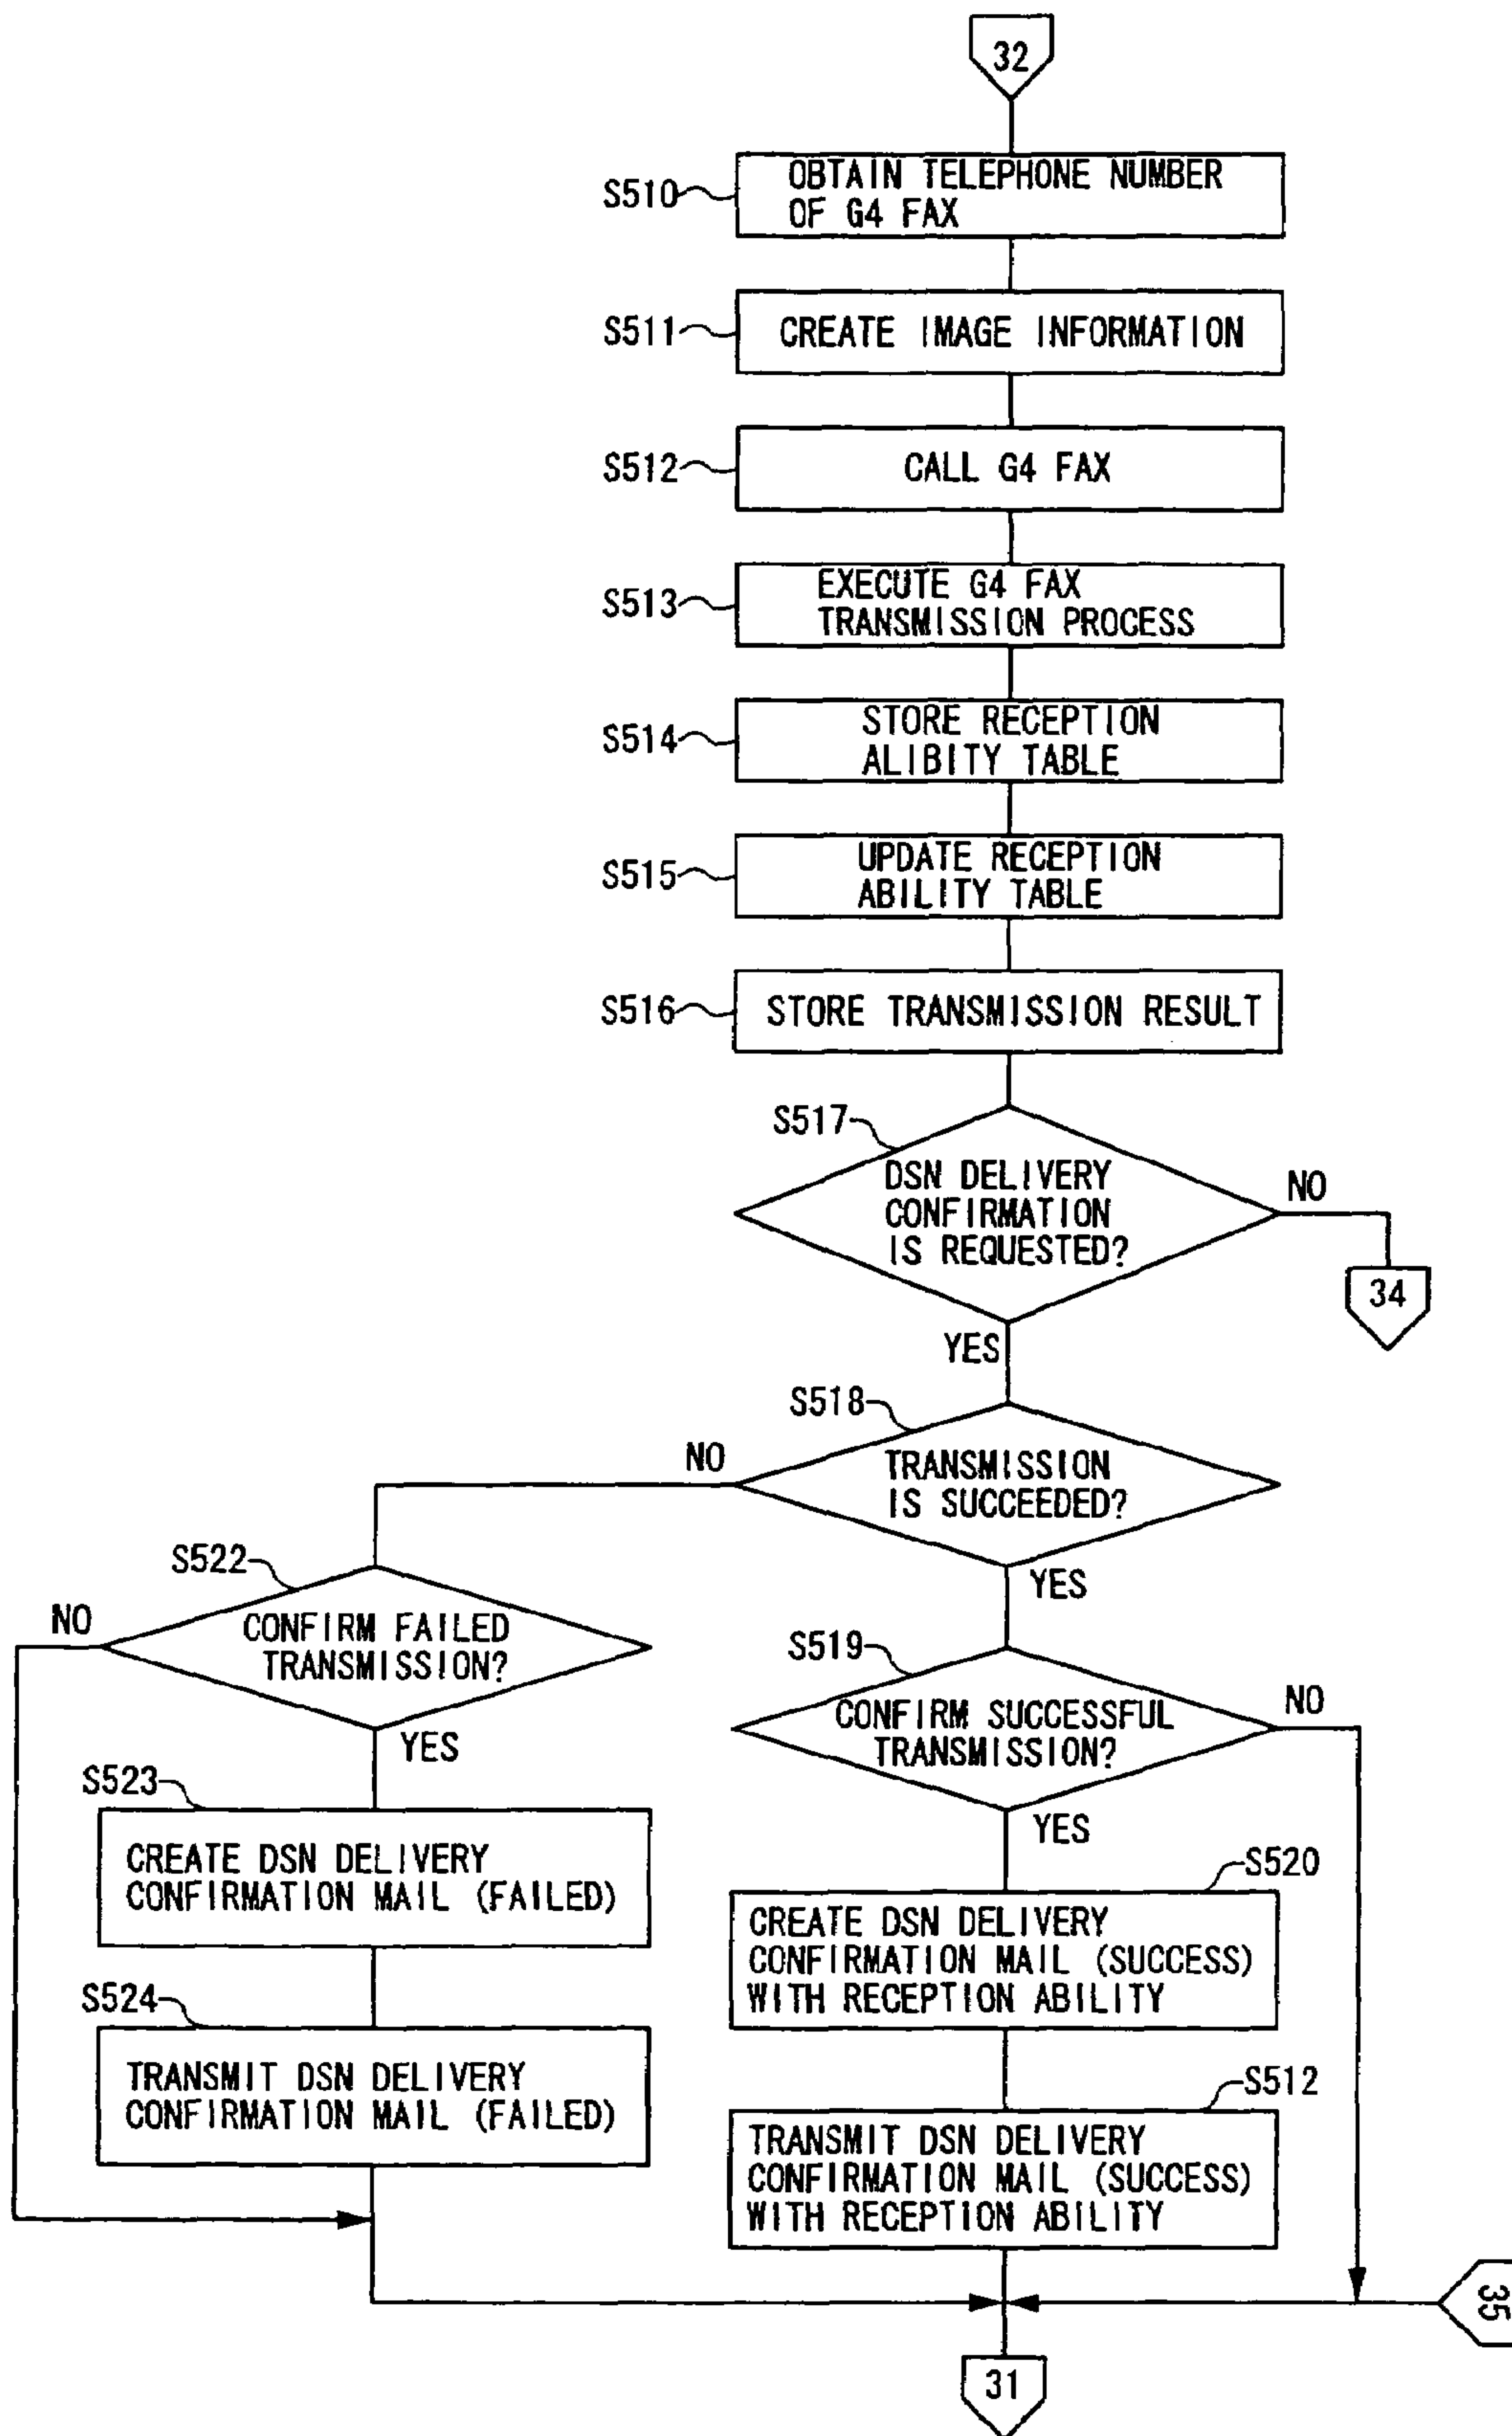 32
S510
OBTAIN TELEPHONE NUMBER
OF G4 FAX
S511
CREATE IMAGE INFORMATION
S512
CALL G4 FAX
S513
EXECUTE G4 FAX
TRANSMISSION PROCESS
S514
STORE RECEPTION
ALIBITY TABLE
S515
UPDATE RECEPTION
ABILITY TABLE
S516
STORE TRANSMISSION RESULT
S517
DSN DELIVERY
CONFIRMATION
IS REQUESTED?
NO
34
YES
S518
TRANSMISSION
IS SUCCEEDED?
NO
YES
S522
CONFIRM FAILED
TRANSMISSION?
NO
YES
S519
CONFIRM SUCCESSFUL
TRANSMISSION?
NO
YES
S523
CREATE DSN DELIVERY
CONFIRMATION MAIL (FAILED)
S520
CREATE DSN DELIVERY
CONFIRMATION MAIL (SUCCESS)
WITH RECEPTION ABILITY
S524
TRANSMIT DSN DELIVERY
CONFIRMATION MAIL (FAILED)
S512
TRANSMIT DSN DELIVERY
CONFIRMATION MAIL (SUCCESS)
WITH RECEPTION ABILITY
35
31